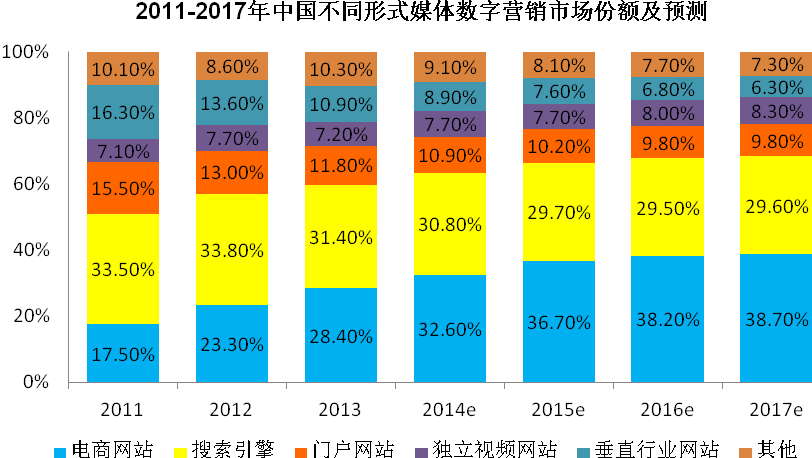 2011-2017年中国不同形式媒体数字营销市场份额及预测
100%
80%
60%
40%
20%
0%
10.10% 8.60% 10.30% 9.10% 8.10% 7.70% 7.30%
16.30% 13.60% 10.90% 8.90% 7.60% 6.80% 6.30%
7.10% 7.70% 7.20% 7.70% 7.70% 8.00% 8.30%
15.50% 13.00% 11.80% 10.90% 10.20% 9.80% 9.80%
33.50% 33.80% 31.40% 30.80% 29.70% 29.50% 29.60%
17.50% 23.30% 28.40% 32.60% 36.70% 38.20% 38.70%
2011 2012 2013 2014e 2015e 2016e 2017e
电商网站 搜索引擎 门户网站 独立视频网站 垂直行业网站 其他